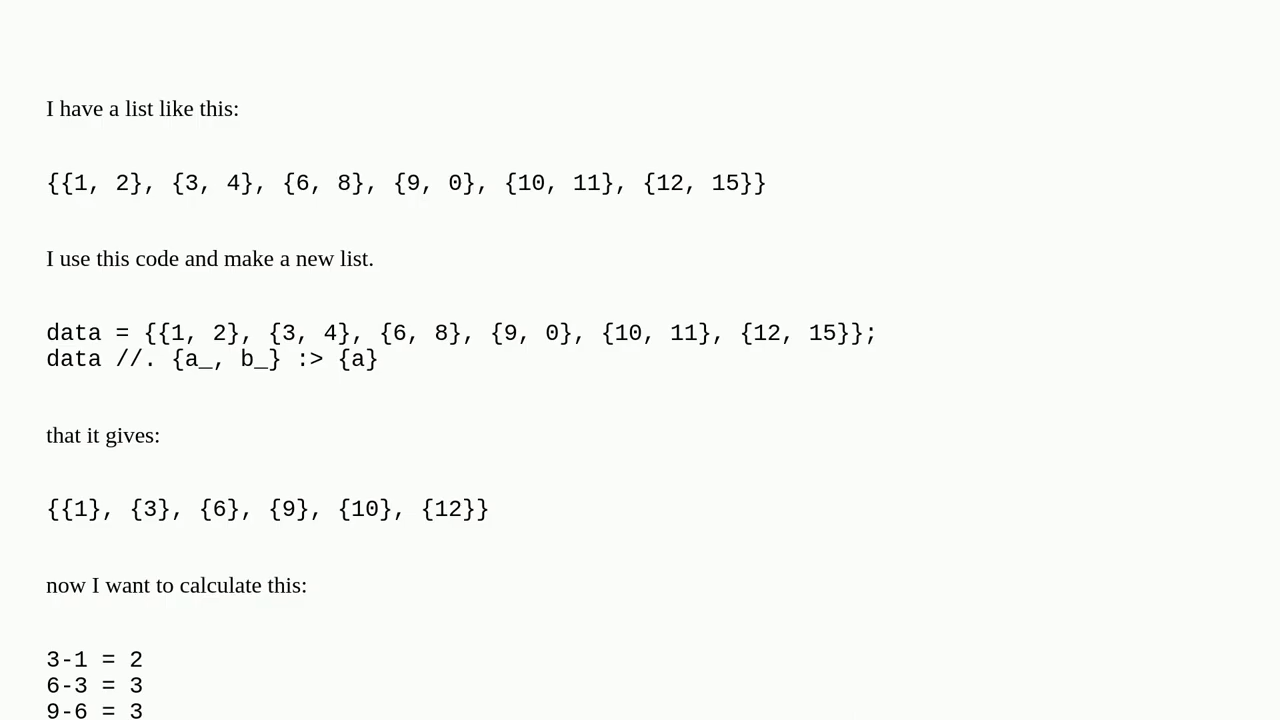 I have a list like this:
{{1, 2}, {3, 4}, {6, 8}, {9, 0}, {10, 11}, {12, 15}}
I use this code and make a new list.
data = {{1, 2}, {3, 4}, {6, 8}, {9, 0}, {10, 11}, {12, 15}};
data //. {a_, b_} :> {a}
that it gives:
{{1}, {3}, {6}, {9}, {10}, {12}}
now I want to calculate this:
3-1 = 2
6-3 = 3
9-6 = 3